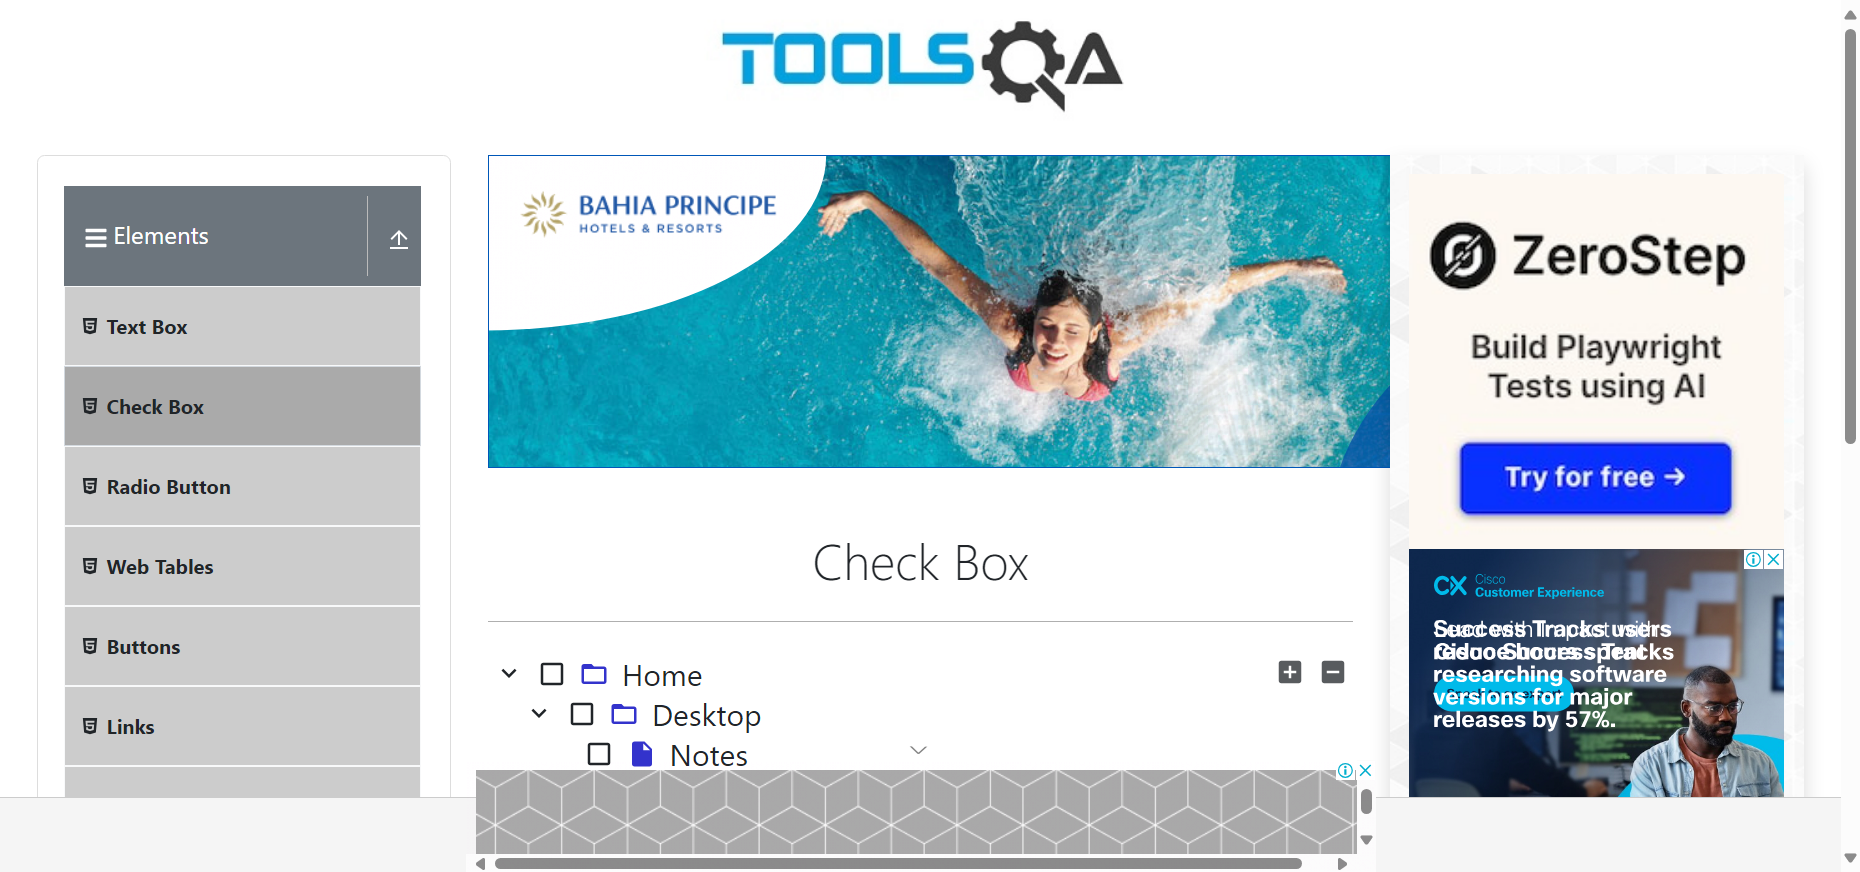 TOOLSQA
Elements
Text Box
Check Box
Radio Button
Web Tables
Buttons
Links
BAHIA PRINCIPE
HOTELS & RESORTS
Check Box
Home
Desktop
Notes
ZeroStep
Build Playwright
Tests using AI
Try for free →
Cisco
Customer Experience
Success Tracks users
researching software
versions for major
releases by 57%.